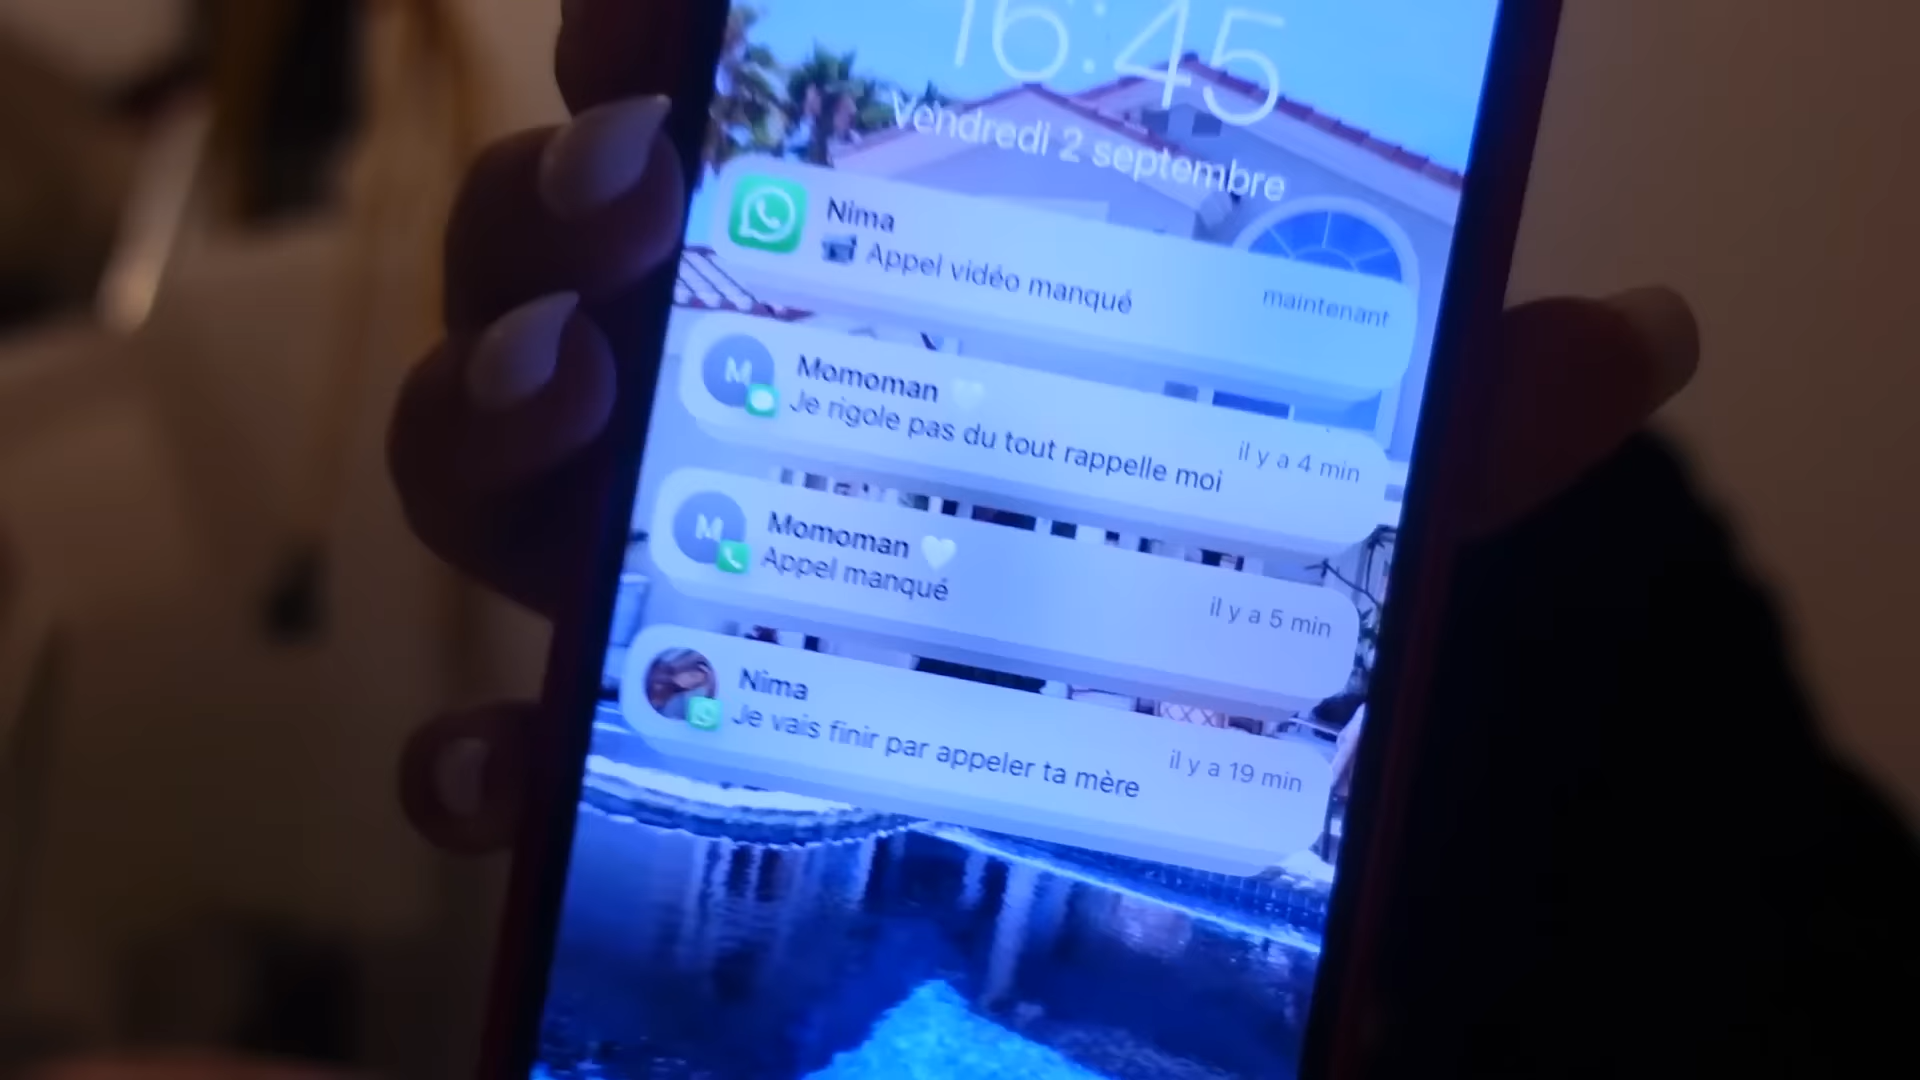 16:45
Vendredi 2 septembre
Nima
Appel vidéo manqué
maintenant
M
Momoman 🤍
Je rigole pas du tout rappelle moi
il y a 4 min
M
Momoman 🤍
Appel manqué
il y a 5 min
Nima
Je vais finir par appeler ta mère
il y a 19 min